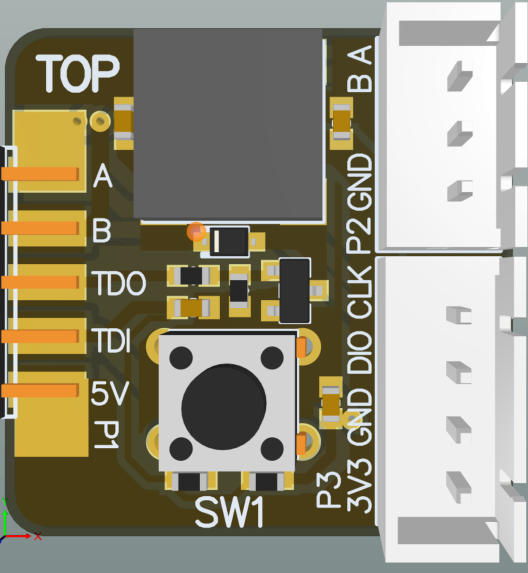 TOP
A
B
TDO
TDI
5V
P1
SW1
B A
P2 GND
3V3 GND DIO CLK
P3
X